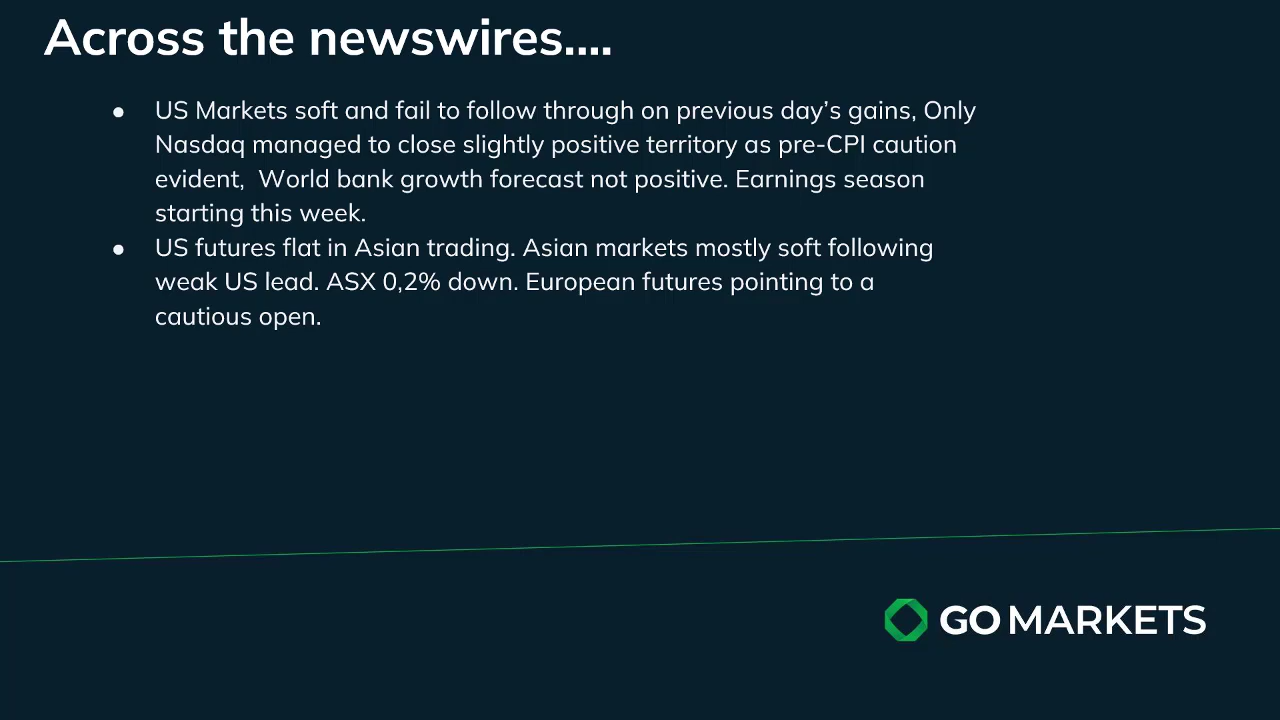 Across the newswires....
● US Markets soft and fail to follow through on previous day’s gains, Only
Nasdaq managed to close slightly positive territory as pre-CPI caution
evident,  World bank growth forecast not positive. Earnings season
starting this week.
● US futures flat in Asian trading. Asian markets mostly soft following
weak US lead. ASX 0,2% down. European futures pointing to a
cautious open.
GO MARKETS